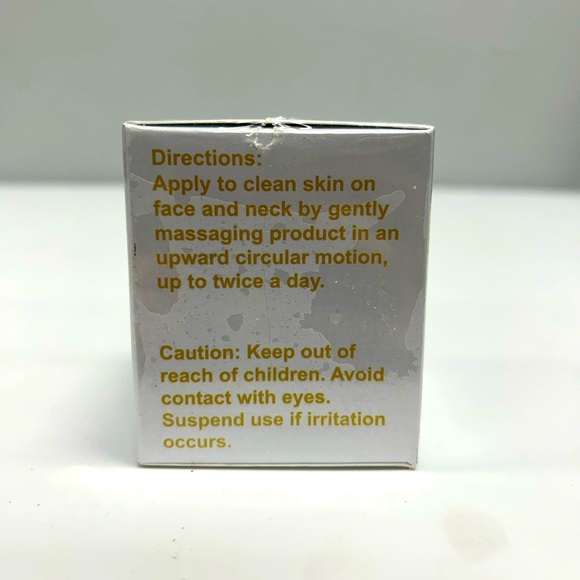 Directions:
Apply to clean skin on
face and neck by gently
massaging product in an
upward circular motion,
up to twice a day.
Caution: Keep out of
reach of children. Avoid
contact with eyes.
Suspend use if irritation
occurs.